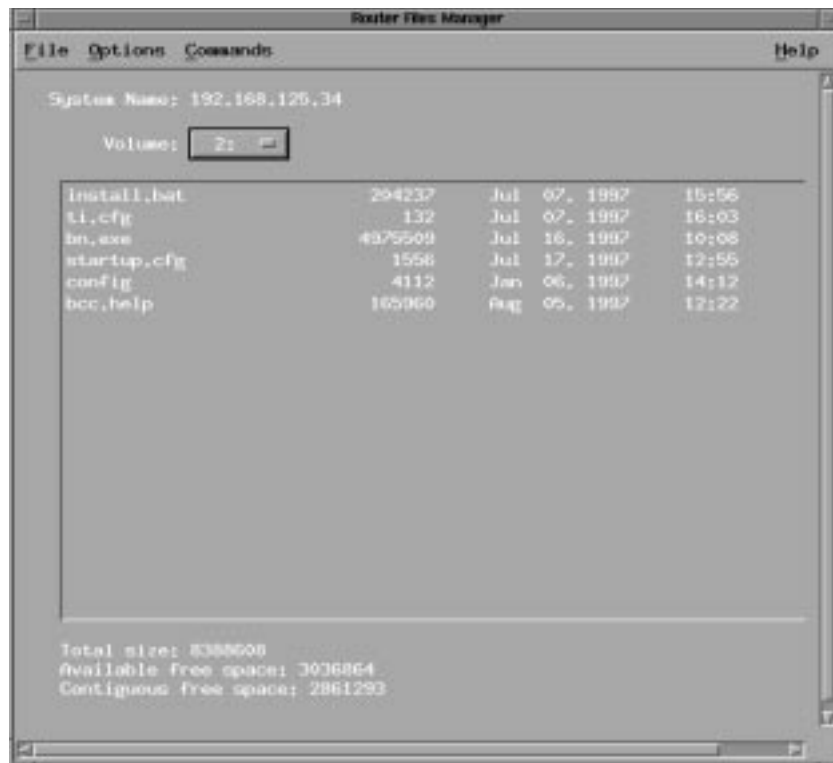 Router Files Manager
File Options Commands Help
System Name: 192.168.125.34
Volume: 2:
install.bat 204237 Jul 07, 1997 15:56
ti.cfg 132 Jul 07, 1997 16:03
bn.exe 4975509 Jul 16, 1997 10:08
startup.cfg 1556 Jul 17, 1997 12:55
config 4112 Jan 06, 1997 14:12
bcc.help 165960 Aug 05, 1997 12:22
Total size: 8388608
Available free space: 3036864
Contiguous free space: 2861293